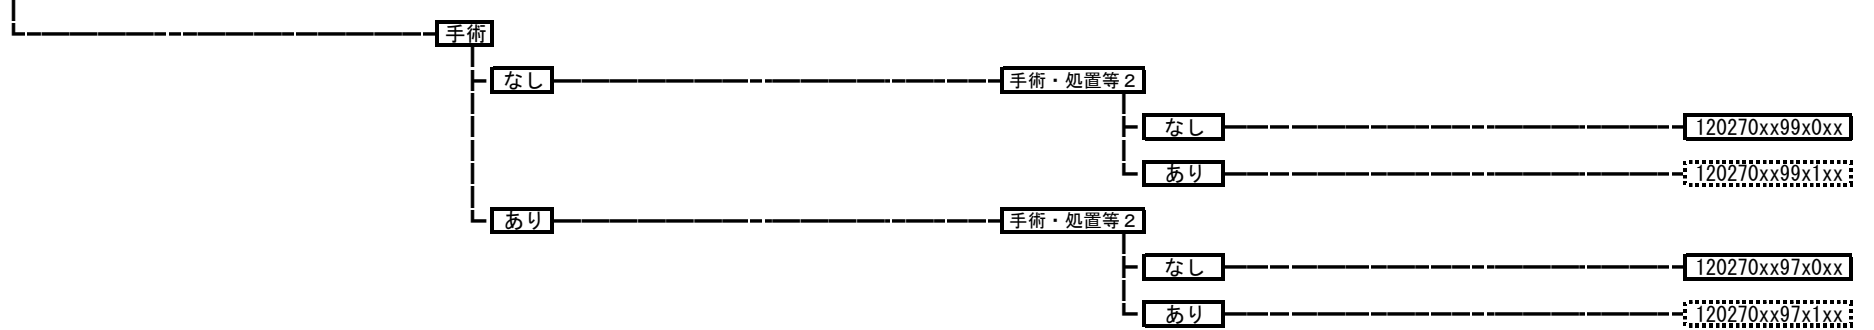 手術
なし 手術・処置等２
なし 120270xx99x0xx
あり 120270xx99x1xx
あり 手術・処置等２
なし 120270xx97x0xx
あり 120270xx97x1xx